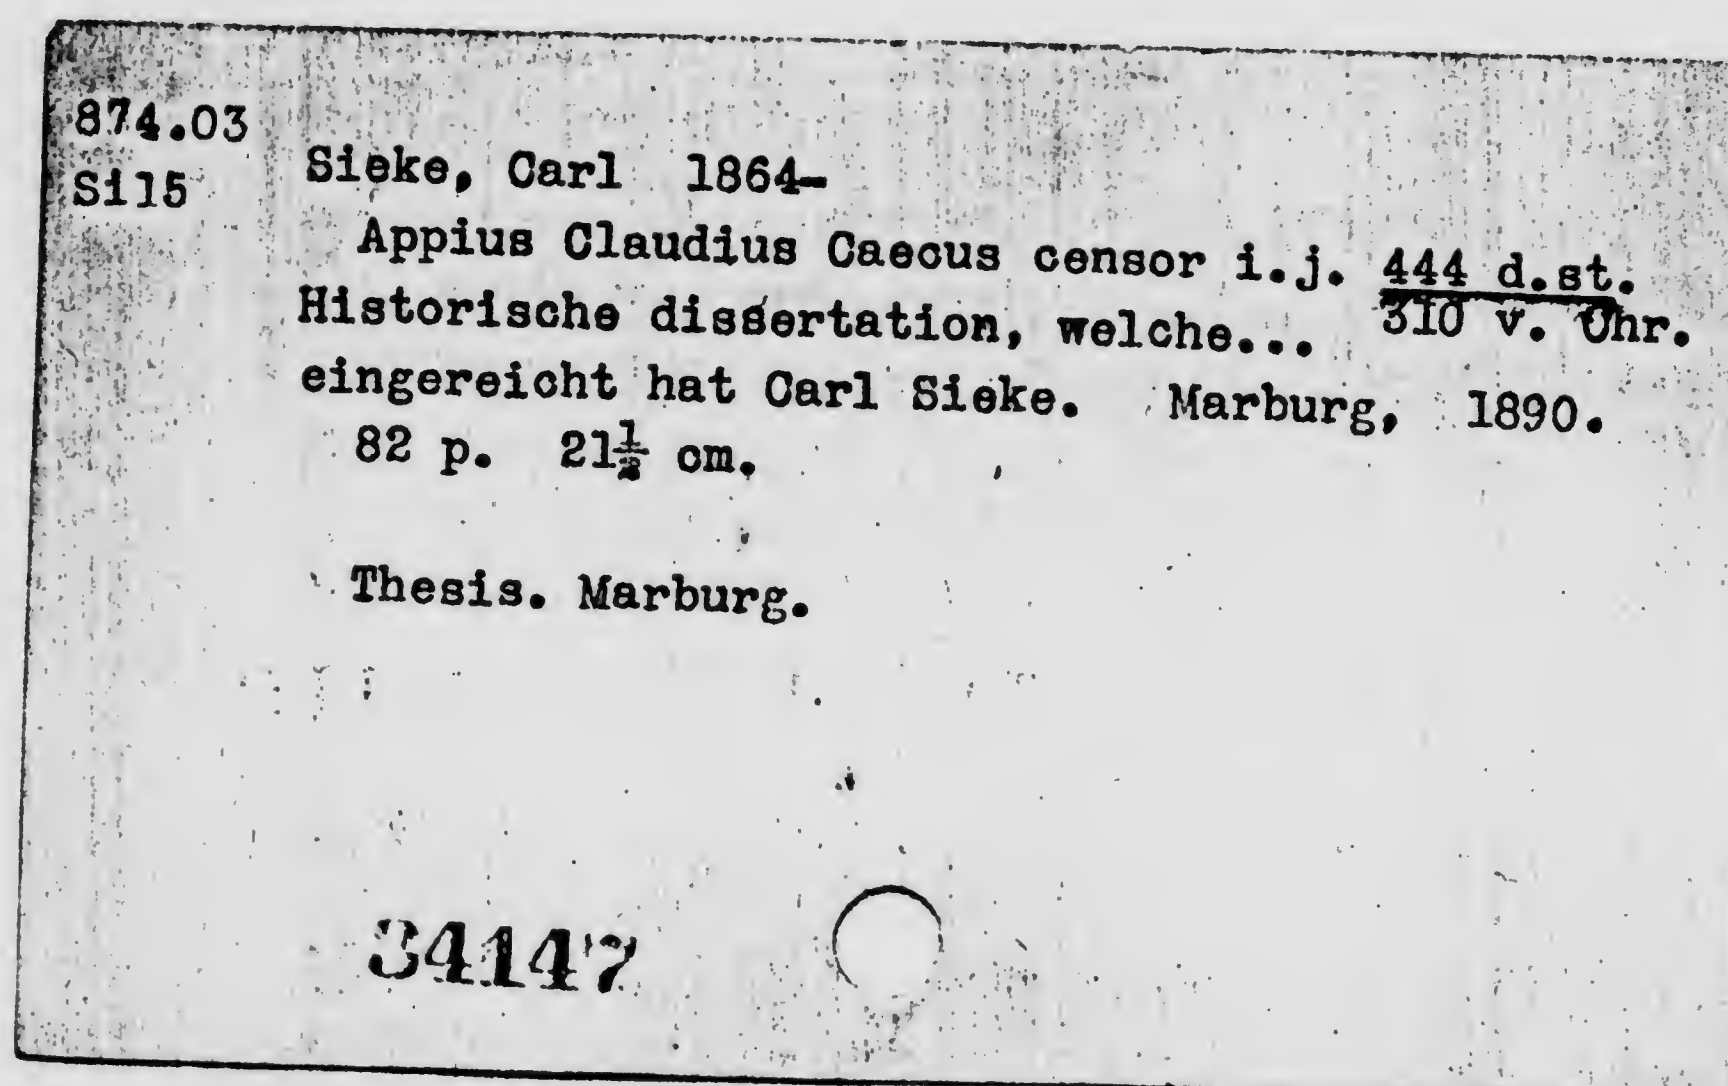 874.03
Si15
Sieke, Carl 1864-
Appius Claudius Caecus censor i.j. 444 d.st.
310 v. Chr.
Historische dissertation, welche...
eingereicht hat Carl Sieke. Marburg, 1890.
82 p. 21½ cm.
Thesis. Marburg.
34147